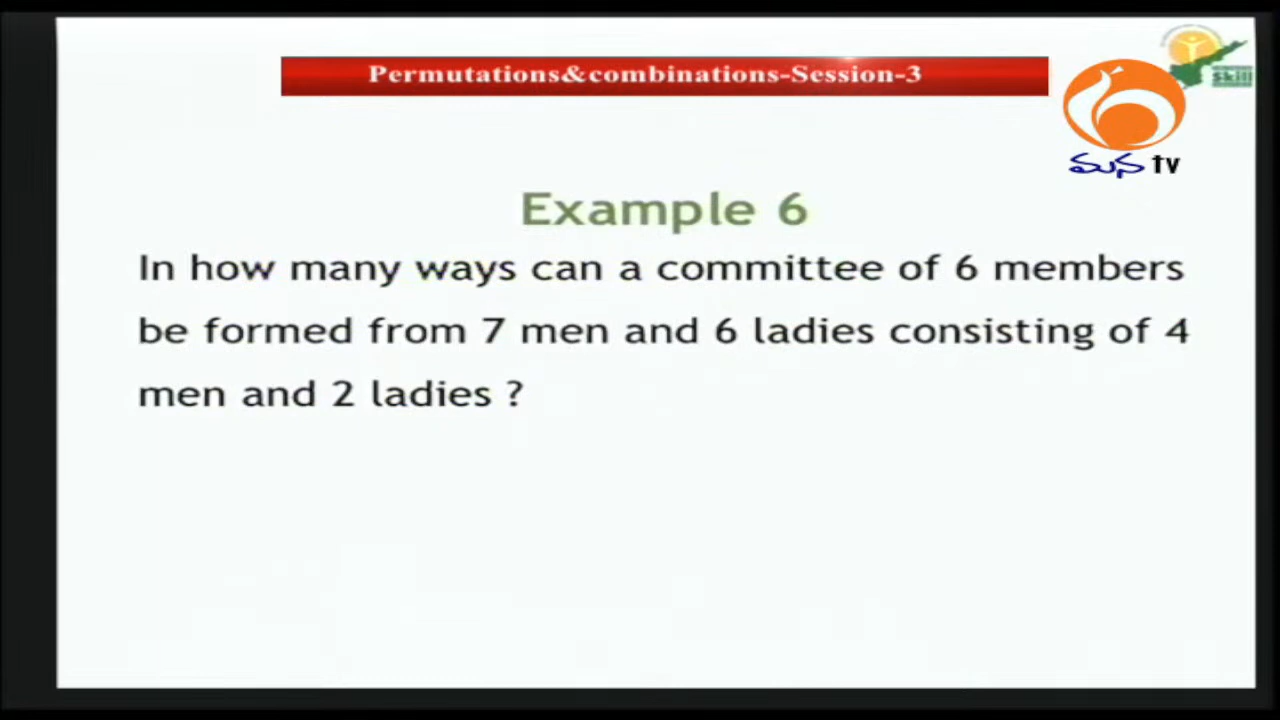 Permutations&combinations-Session-3
Skill
మన tv
Example 6
In how many ways can a committee of 6 members
be formed from 7 men and 6 ladies consisting of 4
men and 2 ladies ?